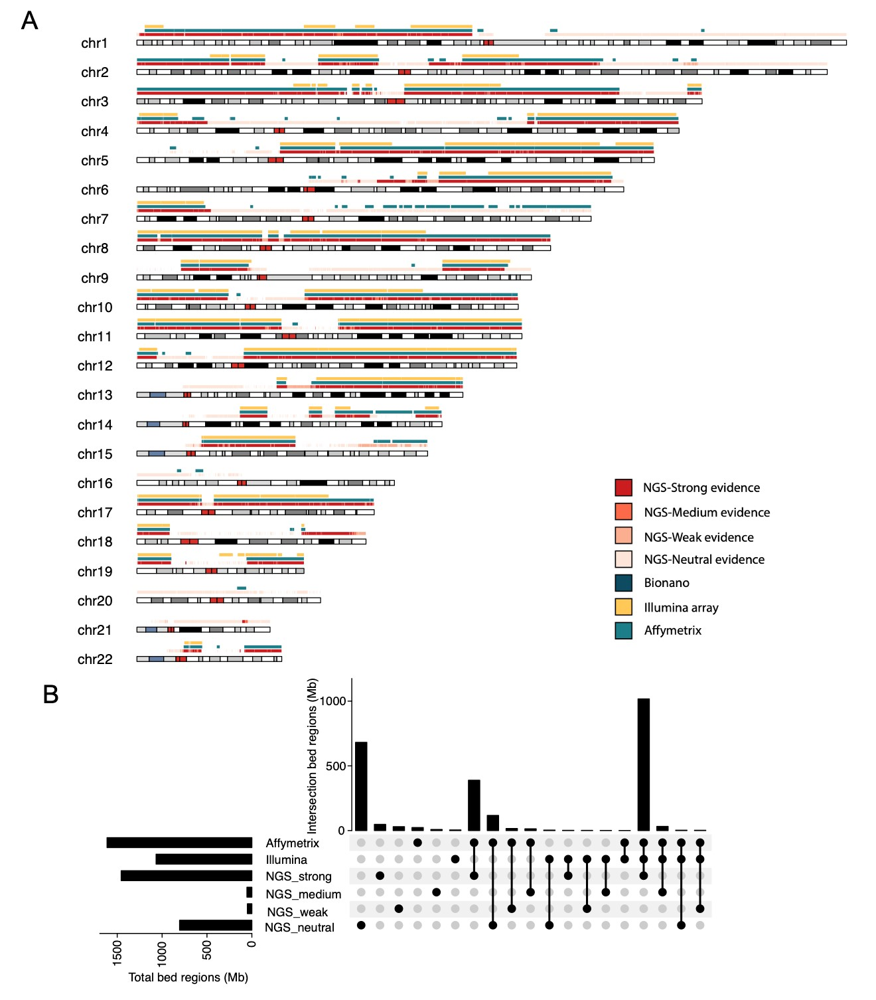 A
chr1
chr2
chr3
chr4
chr5
chr6
chr7
chr8
chr9
chr10
chr11
chr12
chr13
chr14
chr15
chr16
chr17
chr18
chr19
chr20
chr21
chr22
NGS-Strong evidence
NGS-Medium evidence
NGS-Weak evidence
NGS-Neutral evidence
Bionano
Illumina array
Affymetrix
B
Intersection bed regions (Mb)
1000
500
0
Affymetrix
Illumina
NGS_strong
NGS_medium
NGS_weak
NGS_neutral
1500
1000
500
0
Total bed regions (Mb)